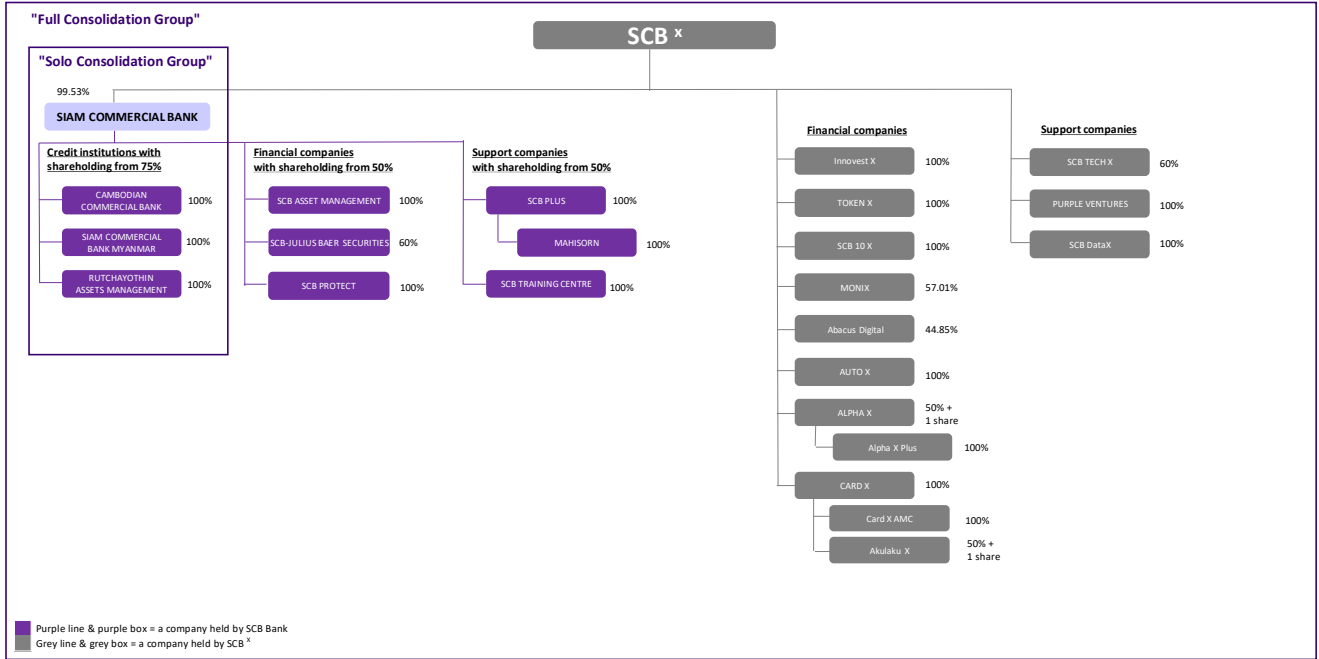 "Full Consolidation Group"
SCB X
"Solo Consolidation Group"
99.53%
SIAM COMMERCIAL BANK
Credit institutions with
shareholding from 75%
CAMBODIAN
COMMERCIAL BANK
100%
SIAM COMMERCIAL
BANK MYANMAR
100%
RUTCHAYOTHIN
ASSETS MANAGEMENT
100%
Financial companies
with shareholding from 50%
SCB ASSET MANAGEMENT
100%
SCB-JULIUS BAER SECURITIES
60%
SCB PROTECT
100%
Support companies
with shareholding from 50%
SCB PLUS
100%
MAHISORN
100%
SCB TRAINING CENTRE
100%
Financial companies
Innovest X
100%
TOKEN X
100%
SCB 10 X
100%
MONIX
57.01%
Abacus Digital
44.85%
AUTO X
100%
ALPHA X
50% +
1 share
Alpha X Plus
100%
CARD X
100%
Card X AMC
100%
Akulaku X
50% +
1 share
Support companies
SCB TECH X
60%
PURPLE VENTURES
100%
SCB DataX
100%
Purple line & purple box = a company held by SCB Bank
Grey line & grey box = a company held by SCB X